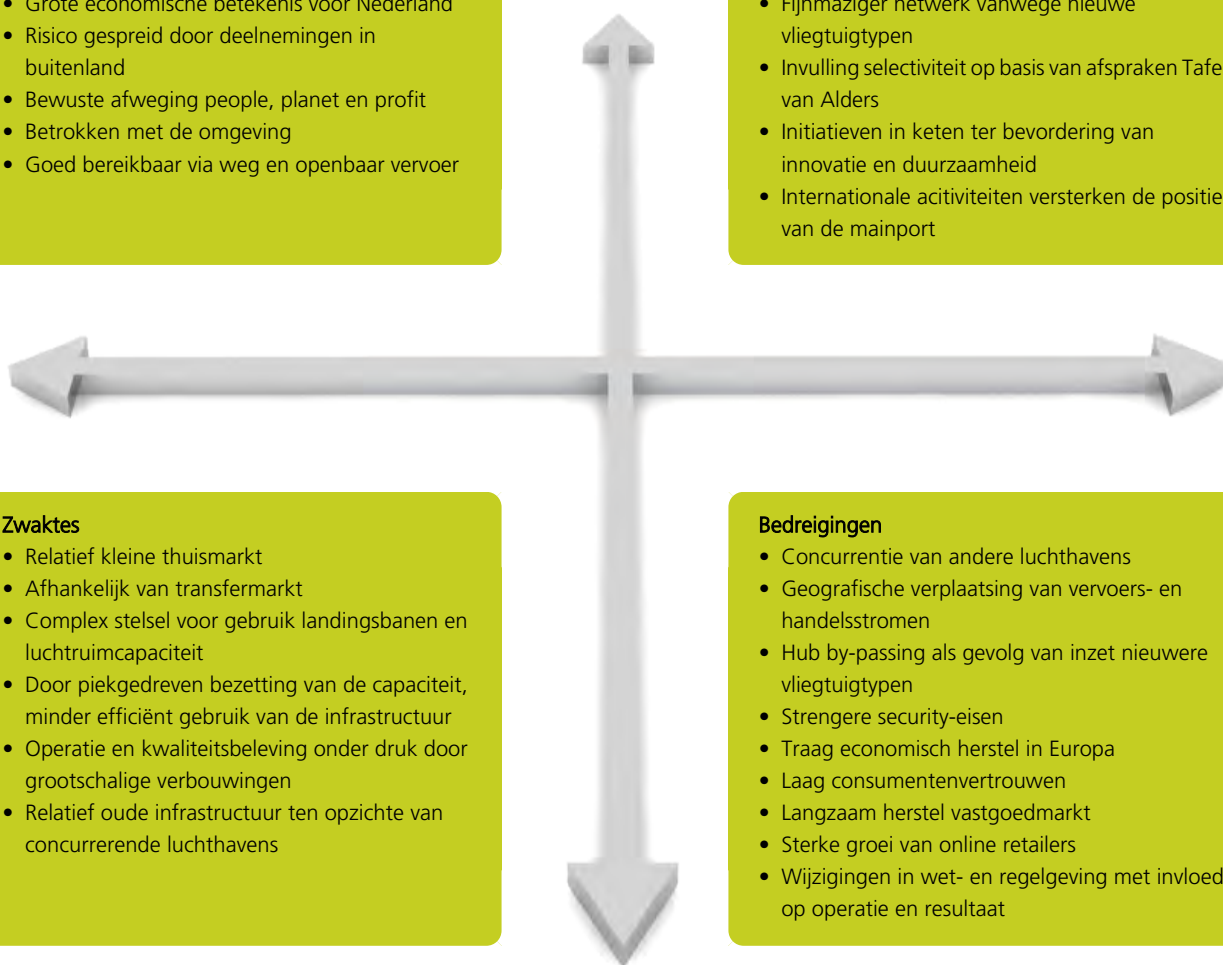 • Grote economische betekenis voor Nederland
• Risico gespreid door deelnemingen in
buitenland
• Bewuste afweging people, planet en profit
• Betrokken met de omgeving
• Goed bereikbaar via weg en openbaar vervoer
• Fijnmaziger netwerk vanwege nieuwe
vliegtuigtypen
• Invulling selectiviteit op basis van afspraken Tafe
van Alders
• Initiatieven in keten ter bevordering van
innovatie en duurzaamheid
• Internationale acitiviteiten versterken de positie
van de mainport
Zwaktes
• Relatief kleine thuismarkt
• Afhankelijk van transfermarkt
• Complex stelsel voor gebruik landingsbanen en
luchtruimcapaciteit
• Door piekgedreven bezetting van de capaciteit,
minder efficiënt gebruik van de infrastructuur
• Operatie en kwaliteitsbeleving onder druk door
grootschalige verbouwingen
• Relatief oude infrastructuur ten opzichte van
concurrerende luchthavens
Bedreigingen
• Concurrentie van andere luchthavens
• Geografische verplaatsing van vervoers- en
handelsstromen
• Hub by-passing als gevolg van inzet nieuwere
vliegtuigtypen
• Strengere security-eisen
• Traag economisch herstel in Europa
• Laag consumentenvertrouwen
• Langzaam herstel vastgoedmarkt
• Sterke groei van online retailers
• Wijzigingen in wet- en regelgeving met invloed
op operatie en resultaat